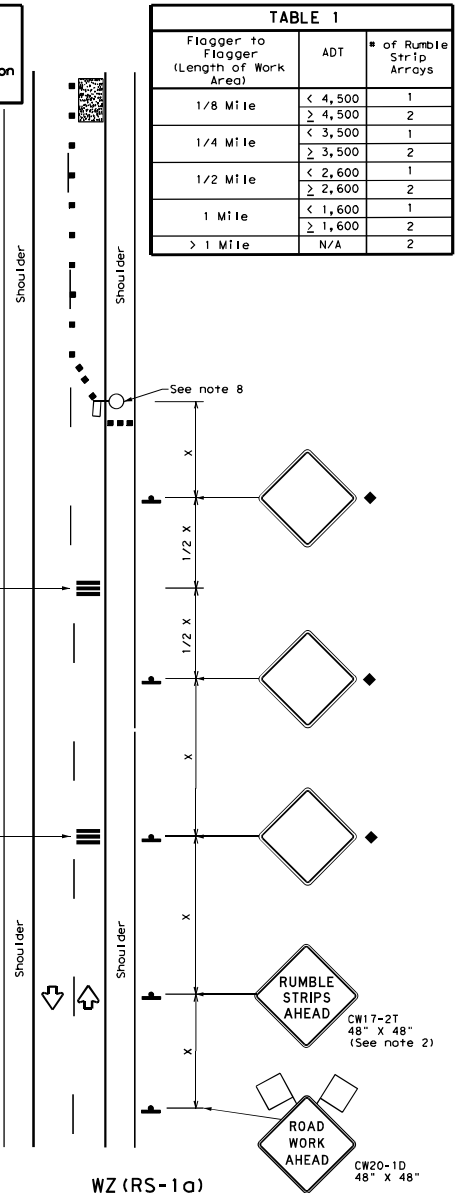 on
TABLE 1
Flagger to
Flagger
(Length of Work
Area)
ADT
# of Rumble
Strip
Arrays
1/8 Mile
< 4,500
1
≥ 4,500
2
1/4 Mile
< 3,500
1
≥ 3,500
2
1/2 Mile
< 2,600
1
≥ 2,600
2
1 Mile
< 1,600
1
≥ 1,600
2
> 1 Mile
N/A
2
Shoulder
Shoulder
See note 8
X
1/2 X
1/2 X
X
X
Shoulder
Shoulder
RUMBLE
STRIPS
AHEAD
CW17-2T
48" X 48"
(See note 2)
X
ROAD
WORK
AHEAD
CW20-1D
48" X 48"
WZ (RS-1a)